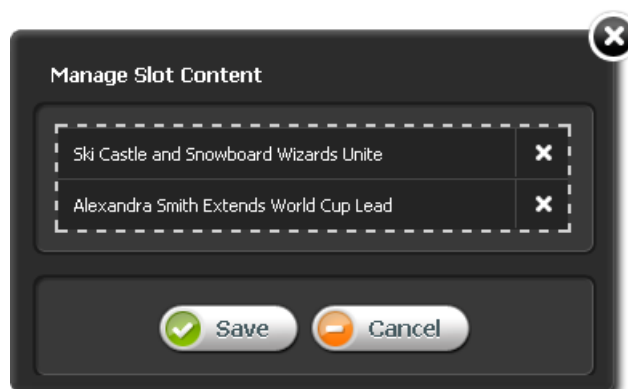 Manage Slot Content
Ski Castle and Snowboard Wizards Unite
Alexandra Smith Extends World Cup Lead
Save
Cancel